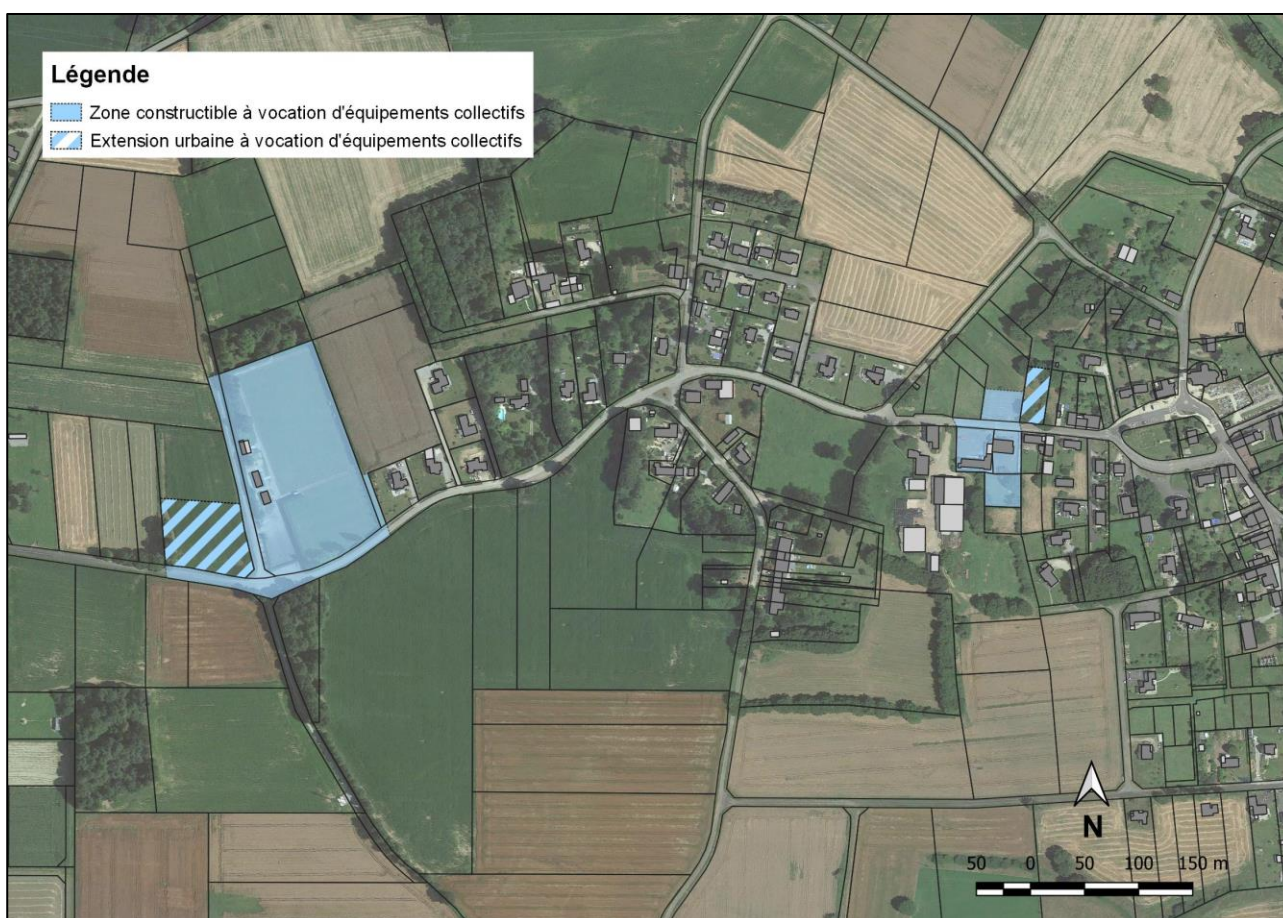 Légende
Zone constructible à vocation d'équipements collectifs
Extension urbaine à vocation d'équipements collectifs
N
50 0 50 100 150 m